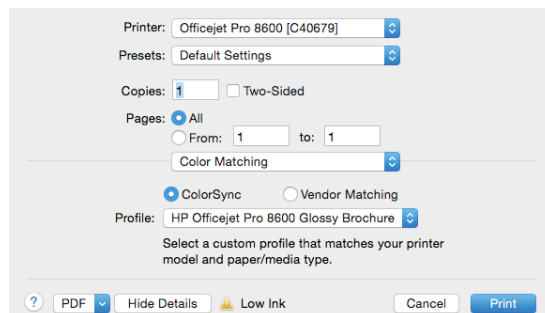 Printer: Officejet Pro 8600 [C40679]
Presets: Default Settings
Copies: 1 Two-Sided
Pages: All
From: 1 to: 1
Color Matching
ColorSync Vendor Matching
Profile: HP Officejet Pro 8600 Glossy Brochure
Select a custom profile that matches your printer
model and paper/media type.
? PDF Hide Details Low Ink Cancel Print